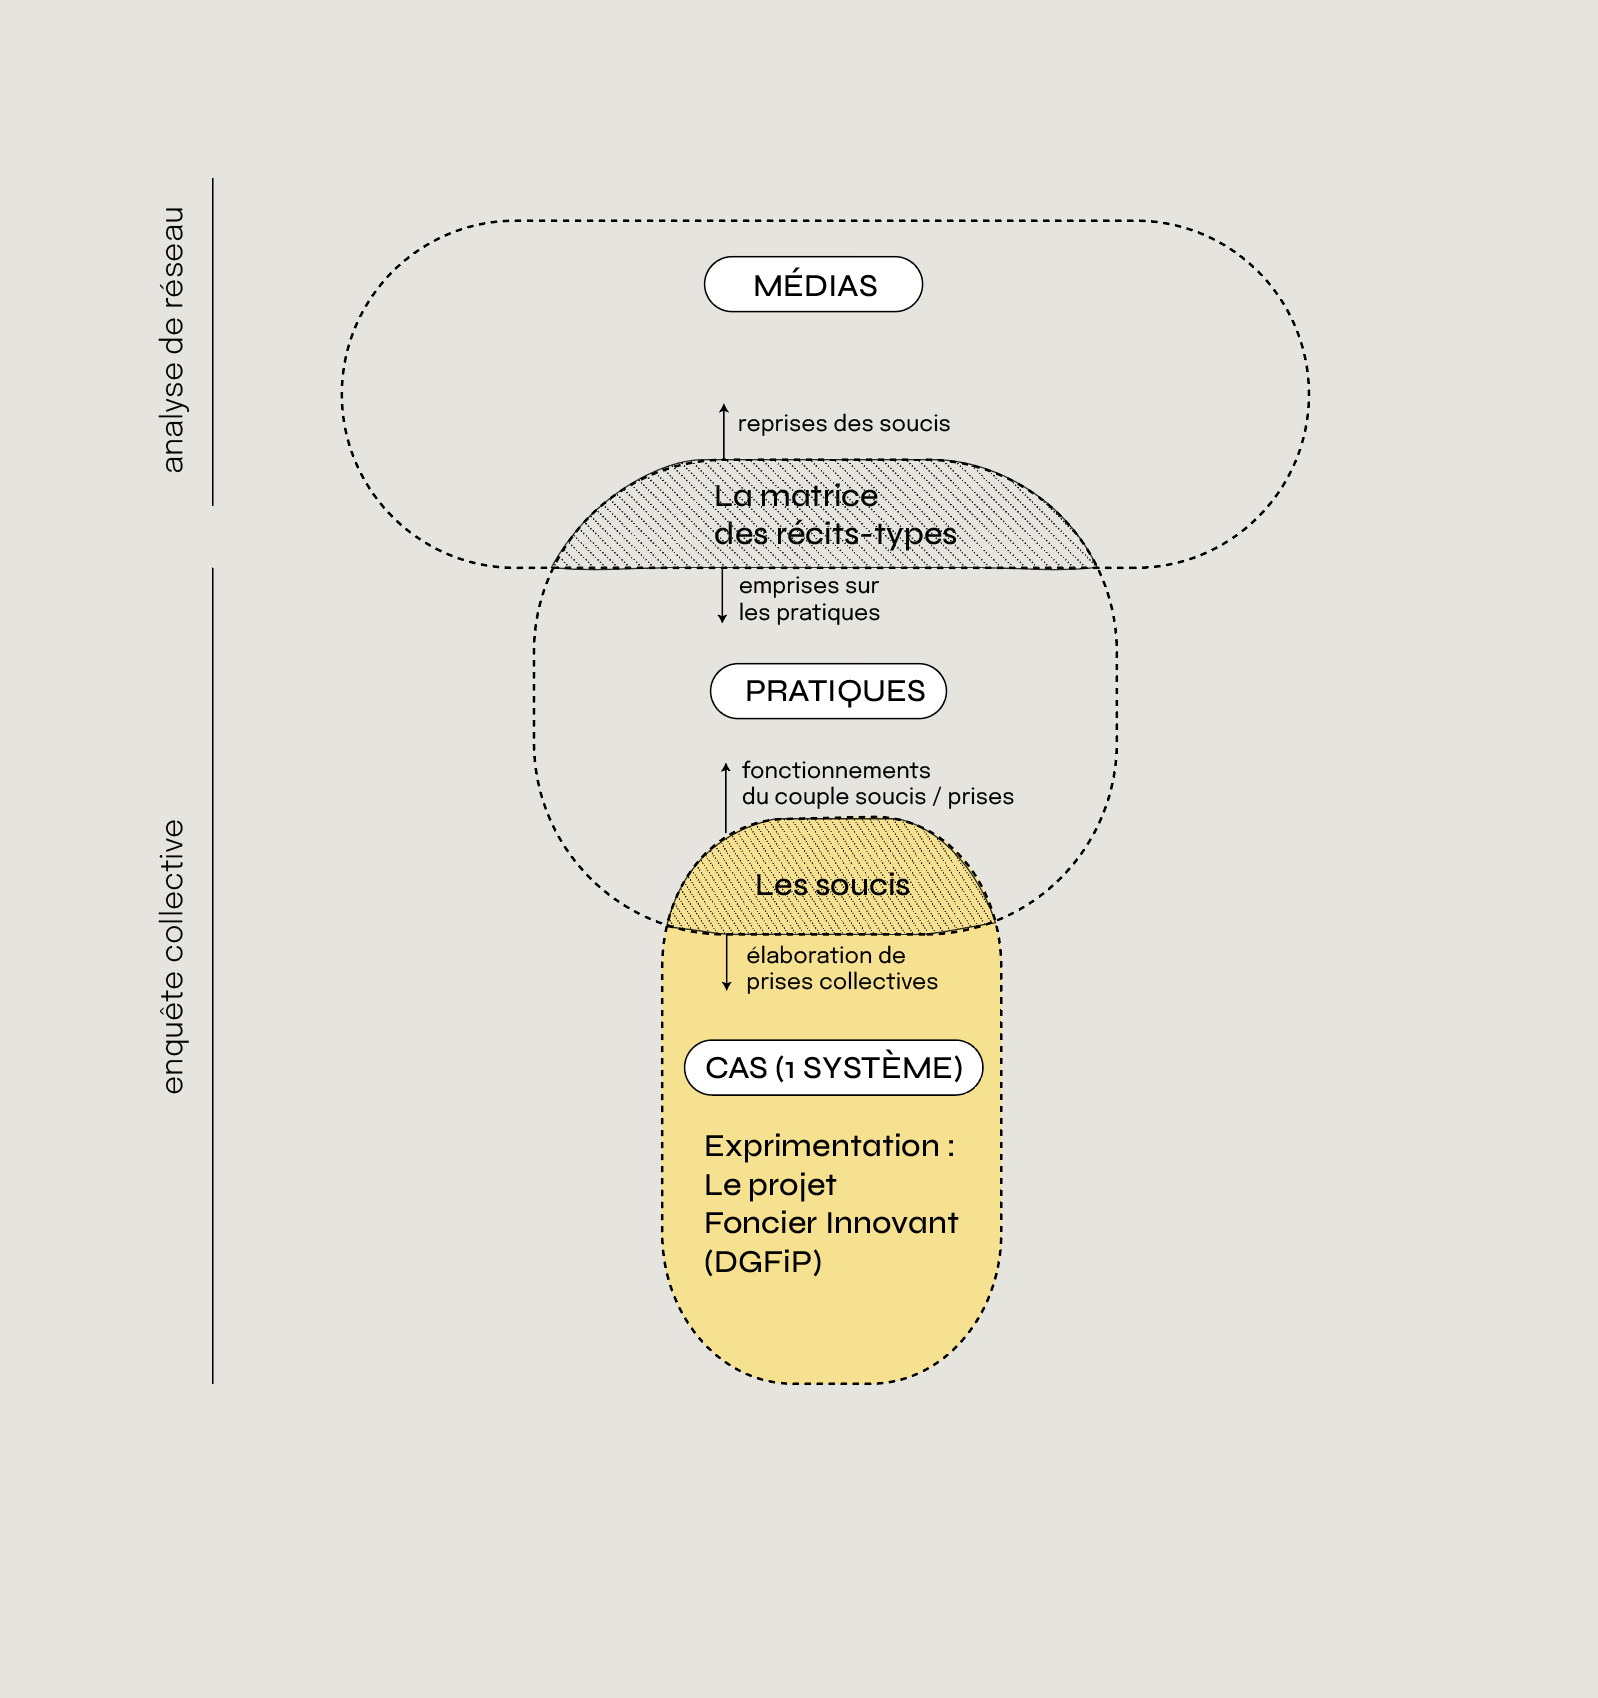 analyse de réseau
MÉDIAS
reprises des soucis
La matrice
des récits-types
emprises sur
les pratiques
enquête collective
PRATIQUES
fonctionnements
du couple soucis / prises
Les soucis
élaboration de
prises collectives
CAS (1 SYSTÈME)
Exprimentation :
Le projet
Foncier Innovant
(DGFiP)